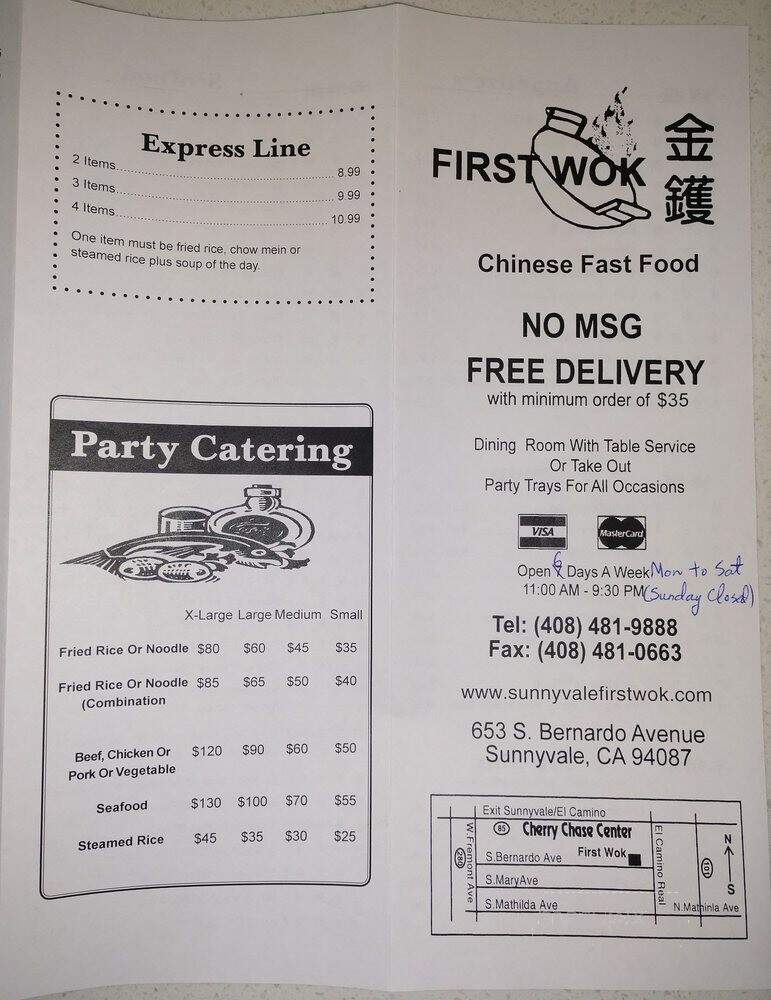 Express Line
2 Items.......... 8.99
3 Items.......... 9.99
4 Items.......... 10.99
One item must be fried rice, chow mein or
steamed rice plus soup of the day.
Party Catering
X-Large Large Medium Small
Fried Rice Or Noodle $80 $60 $45 $35
Fried Rice Or Noodle $85 $65 $50 $40
(Combination
Beef, Chicken Or $120 $90 $60 $50
Pork Or Vegetable
Seafood $130 $100 $70 $55
Steamed Rice $45 $35 $30 $25
FIRST WOK
金
鑊
Chinese Fast Food
NO MSG
FREE DELIVERY
with minimum order of $35
Dining Room With Table Service
Or Take Out
Party Trays For All Occasions
VISA MasterCard
Open 6 Days A Week Mon to Sat
11:00 AM - 9:30 PM (Sunday Closed)
Tel: (408) 481-9888
Fax: (408) 481-0663
www.sunnyvalefirstwok.com
653 S. Bernardo Avenue
Sunnyvale, CA 94087
Exit Sunnyvale/El Camino
85 Cherry Chase Center
S.Bernardo Ave First Wok
S.MaryAve
S.Mathilda Ave
W.Fremont Ave
280
El Camino Real
101
N
S
N.Mathinla Ave